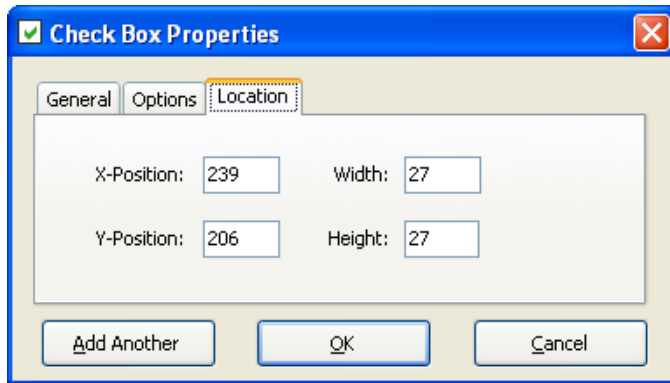 Check Box Properties
General Options Location
X-Position: 239 Width: 27
Y-Position: 206 Height: 27
Add Another OK Cancel